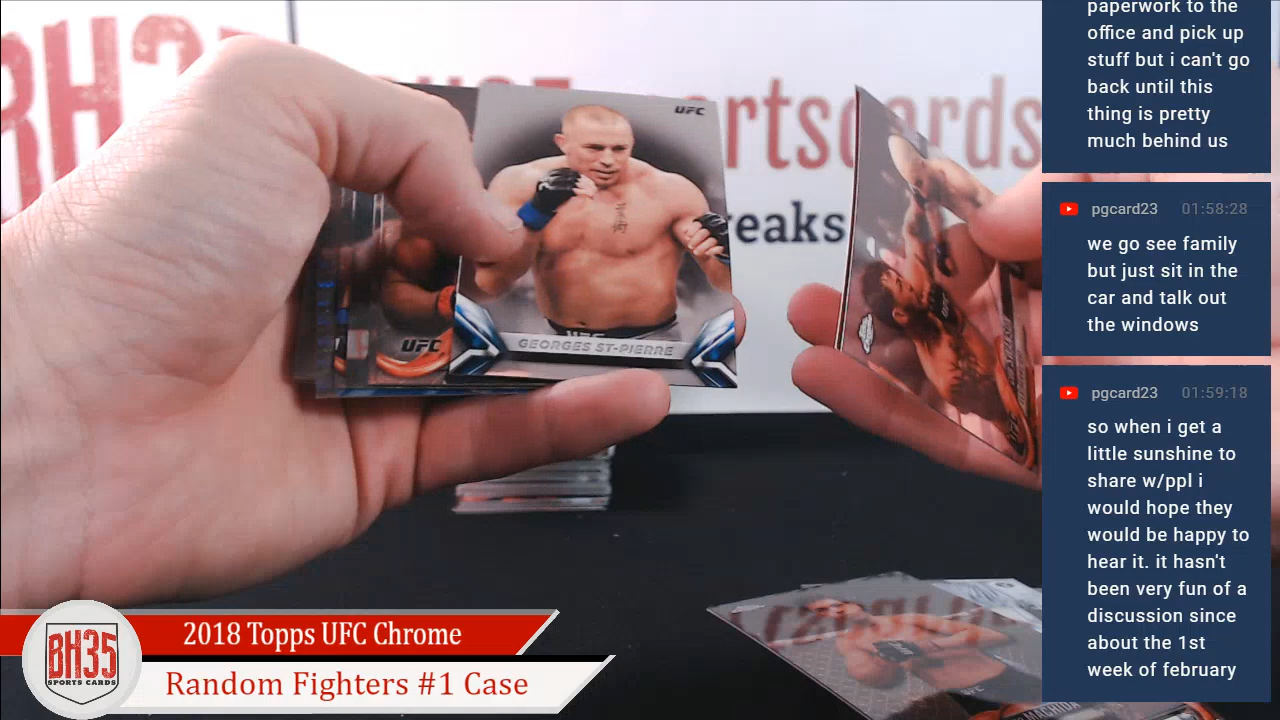 paperwork to the
office and pick up
stuff but i can't go
back until this
thing is pretty
much behind us
pgcard23 01:58:28
we go see family
but just sit in the
car and talk out
the windows
pgcard23 01:59:18
so when i get a
little sunshine to
share w/ppl i
would hope they
would be happy to
hear it. it hasn't
been very fun of a
discussion since
about the 1st
week of february
BH35 sportscards
UFC
GEORGES ST-PIERRE
UFC
UFC
BH35
SPORTS CARDS
2018 Topps UFC Chrome
Random Fighters #1 Case